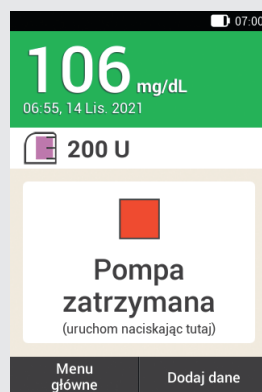 07:00
106 mg/dL
06:55, 14 Lis. 2021
200 U
Pompa
zatrzymana
(uruchom naciskając tutaj)
Menu
główne
Dodaj dane